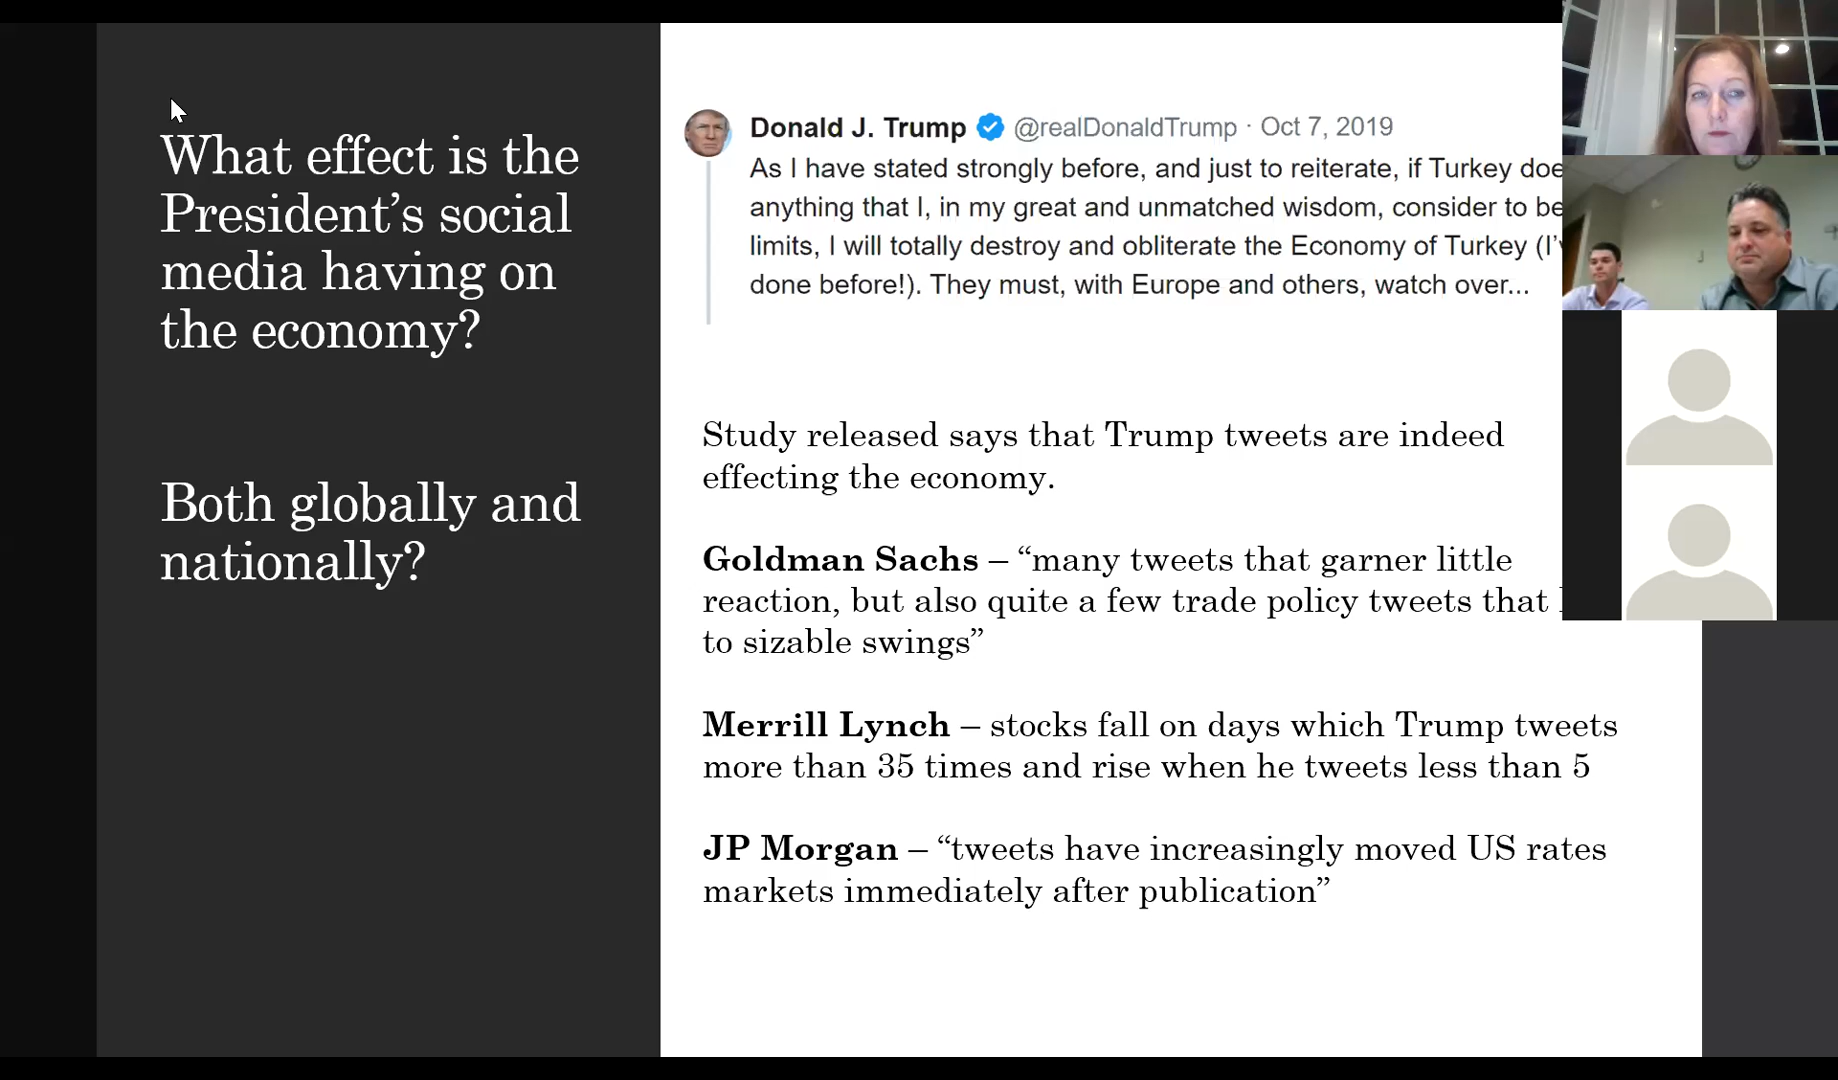 What effect is the
President’s social
media having on
the economy?
Both globally and
nationally?
Donald J. Trump @realDonaldTrump · Oct 7, 2019
As I have stated strongly before, and just to reiterate, if Turkey doe
anything that I, in my great and unmatched wisdom, consider to be
limits, I will totally destroy and obliterate the Economy of Turkey (I’
done before!). They must, with Europe and others, watch over...
Study released says that Trump tweets are indeed
effecting the economy.
Goldman Sachs – “many tweets that garner little
reaction, but also quite a few trade policy tweets that
to sizable swings”
Merrill Lynch – stocks fall on days which Trump tweets
more than 35 times and rise when he tweets less than 5
JP Morgan – “tweets have increasingly moved US rates
markets immediately after publication”